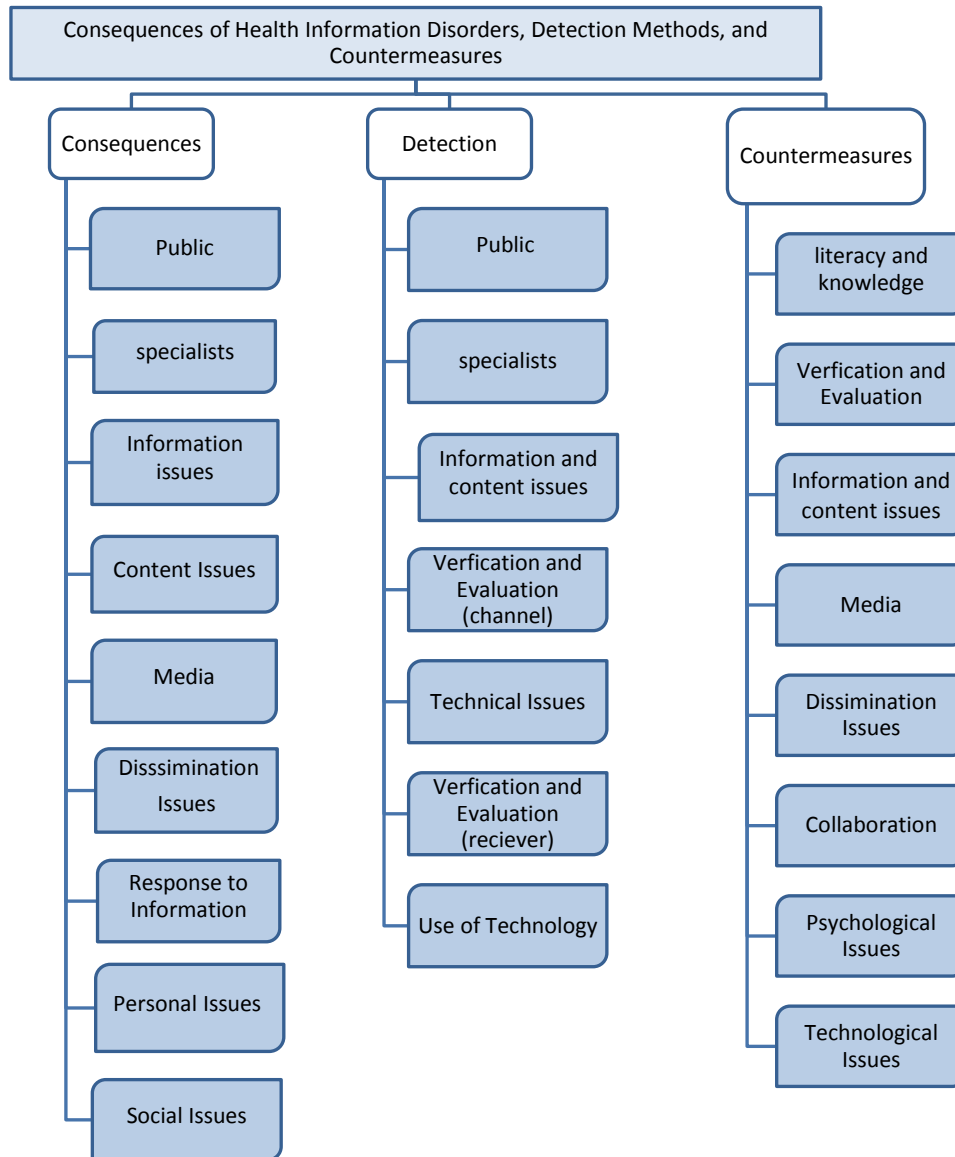 Consequences of Health Information Disorders, Detection Methods, and
Countermeasures
Consequences
Public
specialists
Information
issues
Content Issues
Media
Disssimination
Issues
Response to
Information
Personal Issues
Social Issues
Detection
Public
specialists
Information and
content issues
Verfication and
Evaluation
(channel)
Technical Issues
Verfication and
Evaluation
(reciever)
Use of Technology
Countermeasures
literacy and
knowledge
Verfication and
Evaluation
Information and
content issues
Media
Dissimination
Issues
Collaboration
Psychological
Issues
Technological
Issues